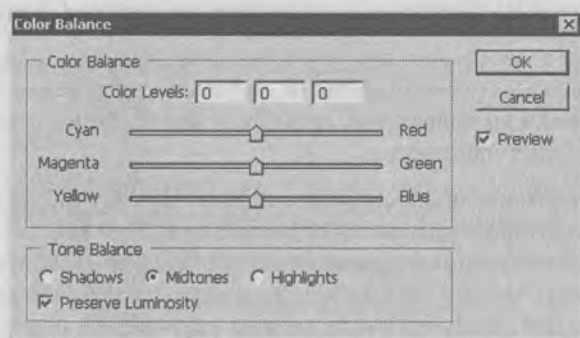 Color Balance
Color Balance
OK
Color Levels: 0 0 0
Cancel
Cyan Red
Preview
Magenta Green
Yellow Blue
Tone Balance
Shadows Midtones Highlights
Preserve Luminosity